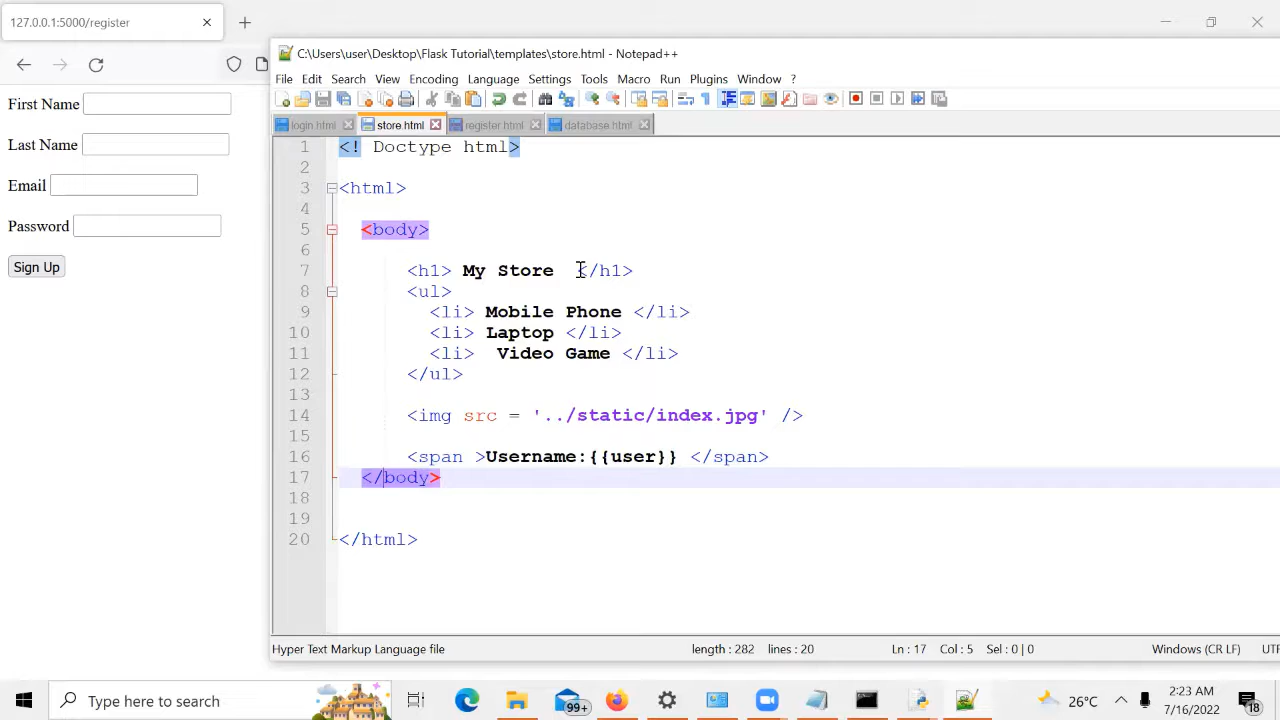 127.0.0.1:5000/register
First Name
Last Name
Email
Password
Sign Up
C:\Users\user\Desktop\Flask Tutorial\templates\store.html - Notepad++
File Edit Search View Encoding Language Settings Tools Macro Run Plugins Window ?
login.html store.html register.html database.html
1 <! Doctype html>
2
3 <html>
4
5 <body>
6
7 <h1> My Store </h1>
8 <ul>
9 <li> Mobile Phone </li>
10 <li> Laptop </li>
11 <li> Video Game </li>
12 </ul>
13
14 <img src = '../static/index.jpg' />
15
16 <span >Username:{{user}} </span>
17 </body>
18
19
20 </html>
Hyper Text Markup Language file length : 282 lines : 20 Ln : 17 Col : 5 Sel : 0 | 0 Windows (CR LF) UTF
Type here to search 99+ 26°C 2:23 AM
7/16/2022 18